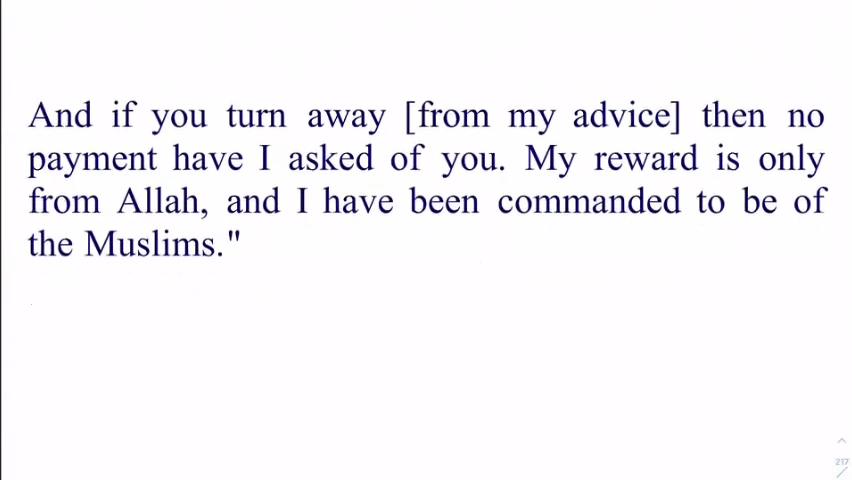 And if you turn away [from my advice] then no
payment have I asked of you. My reward is only
from Allah, and I have been commanded to be of
the Muslims."
217